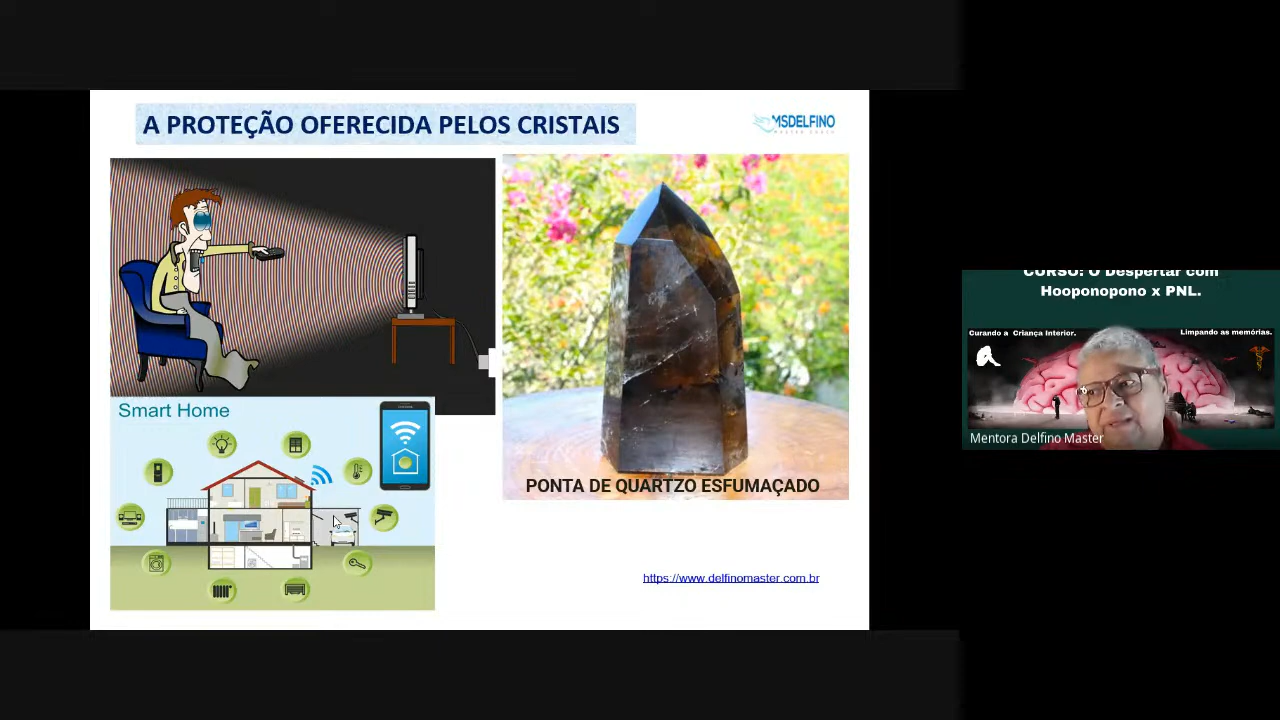 A PROTEÇÃO OFERECIDA PELOS CRISTAIS
MSDELFINO
Smart Home
PONTA DE QUARTZO ESFUMAÇADO
https://www.delfinomaster.com.br
CURSO: O Despertar com
Hooponopono x PNL.
Curando a Criança Interior.
Limpando as memórias.
Mentora Delfino Master